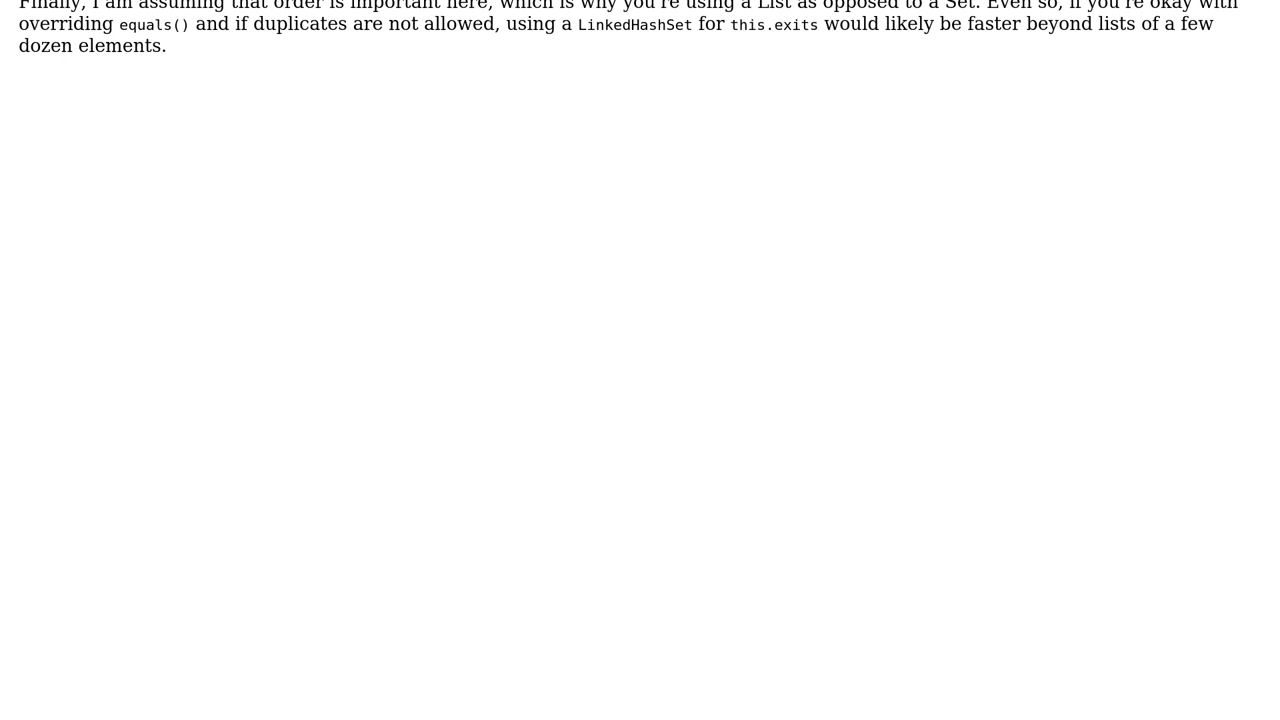 Finally, I am assuming that order is important here, which is why you're using a List as opposed to a Set. Even so, if you're okay with
overriding equals() and if duplicates are not allowed, using a LinkedHashSet for this.exits would likely be faster beyond lists of a few
dozen elements.